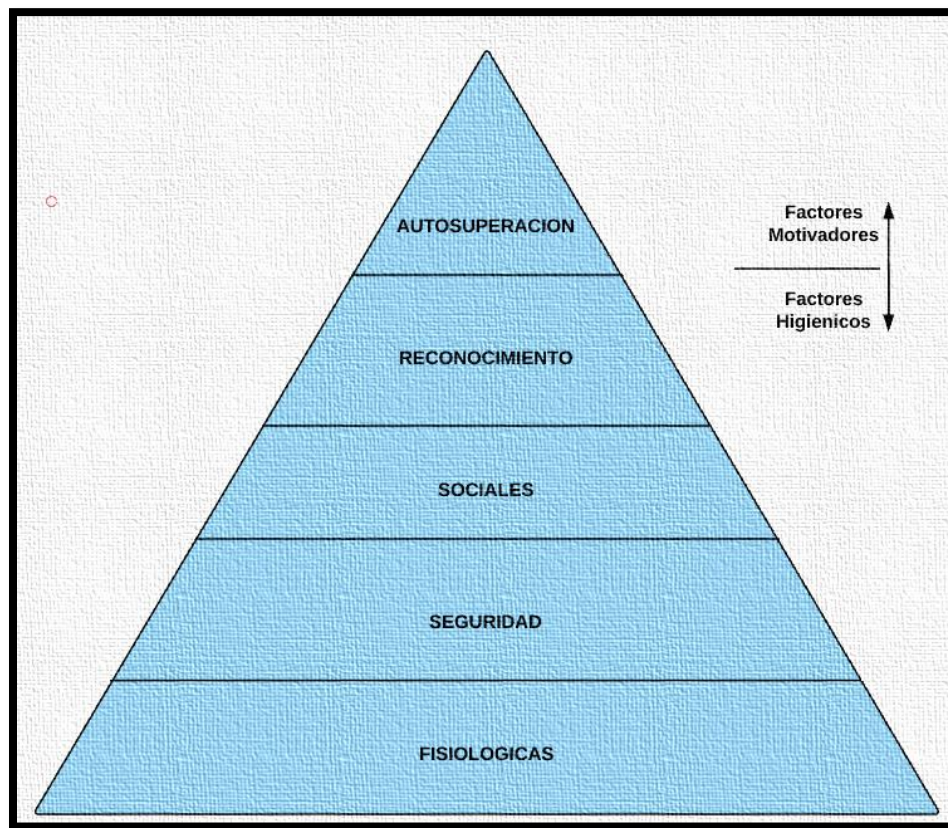 AUTOSUPERACION
Factores
Motivadores
Factores
Higienicos
RECONOCIMIENTO
SOCIALES
SEGURIDAD
FISIOLOGICAS